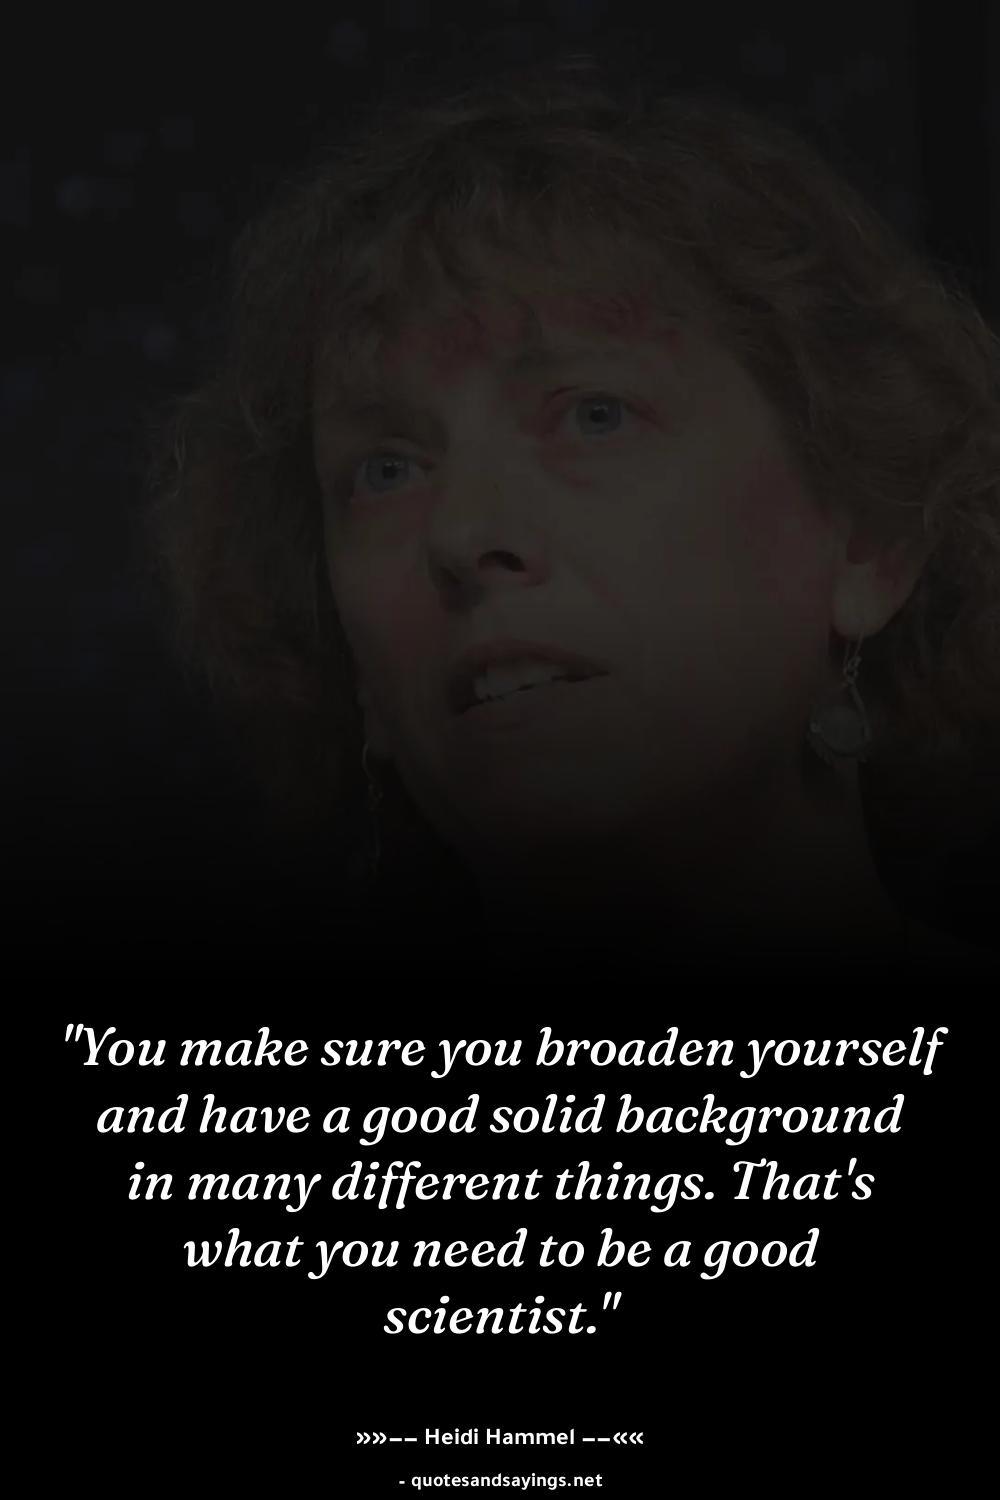 "You make sure you broaden yourself
and have a good solid background
in many different things. That's
what you need to be a good
scientist."
»»−− Heidi Hammel −−««
- quotesandsayings.net